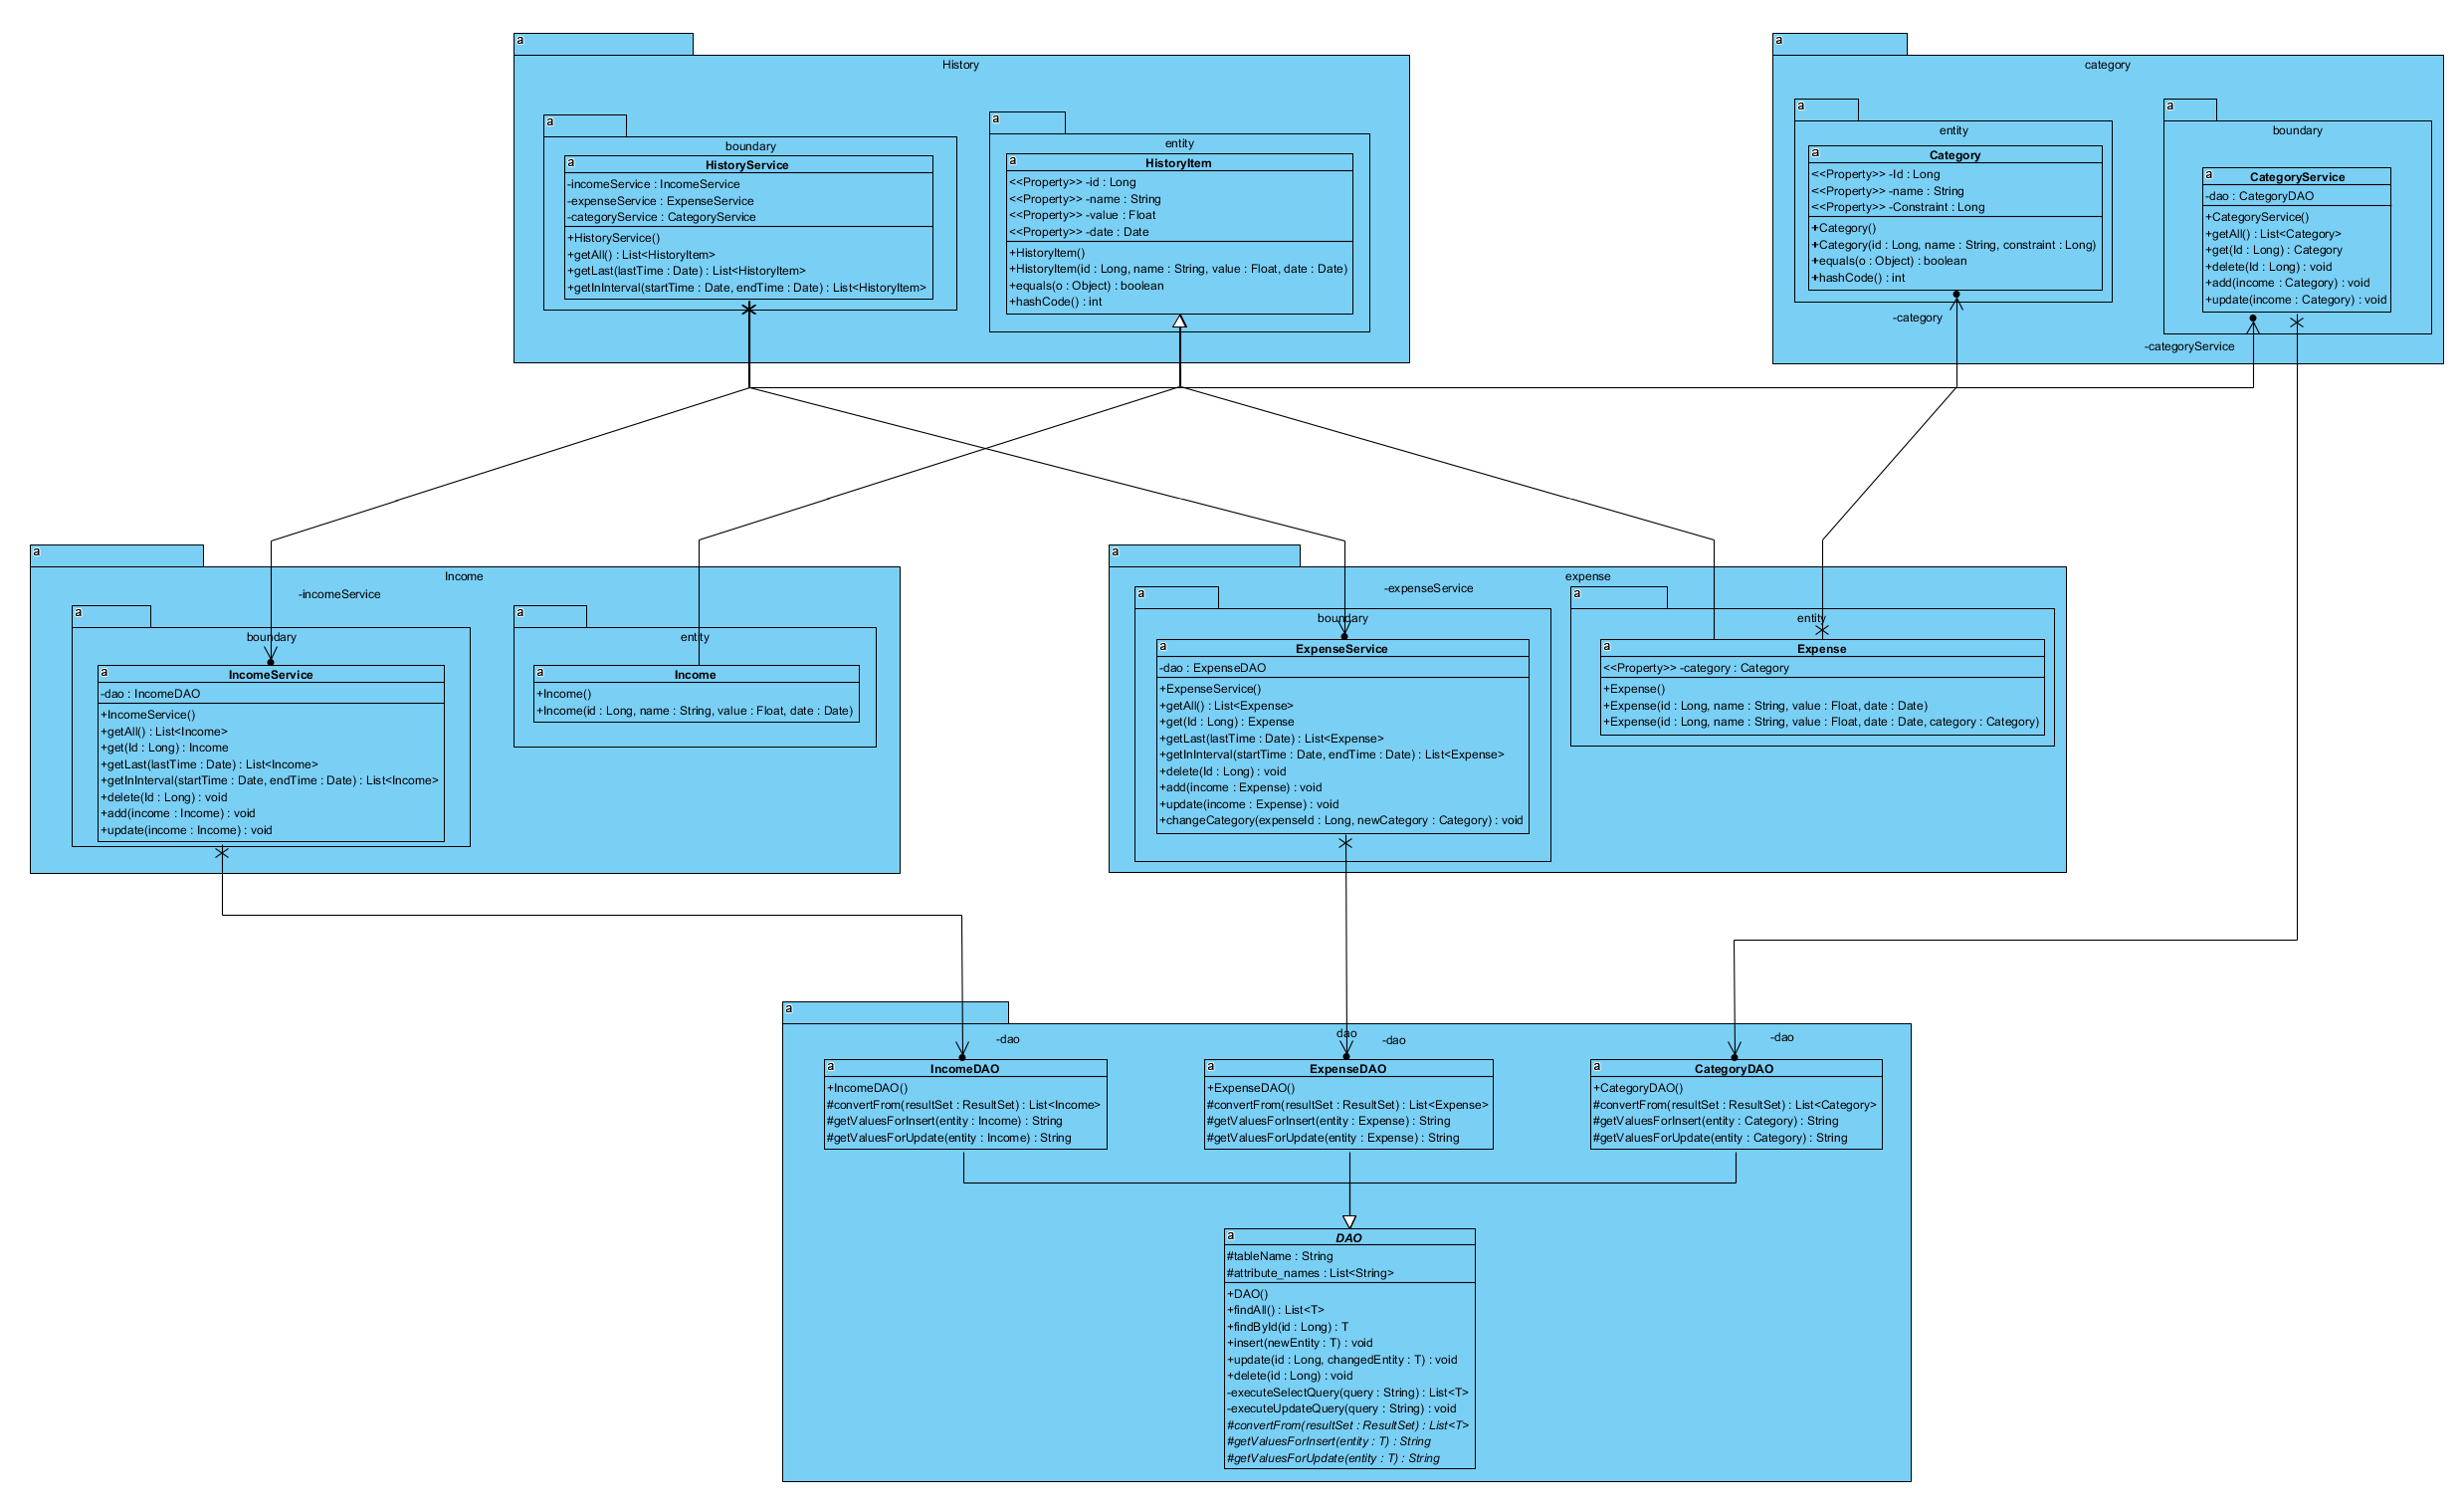 a
History
a
boundary
a
HistoryService
-incomeService : IncomeService
-expenseService : ExpenseService
-categoryService : CategoryService
+HistoryService()
+getAll() : List<HistoryItem>
+getLast(lastTime : Date) : List<HistoryItem>
+getInInterval(startTime : Date, endTime : Date) : List<HistoryItem>
a
entity
a
HistoryItem
<<Property>> -id : Long
<<Property>> -name : String
<<Property>> -value : Float
<<Property>> -date : Date
+HistoryItem()
+HistoryItem(id : Long, name : String, value : Float, date : Date)
+equals(o : Object) : boolean
+hashCode() : int
a
category
a
entity
a
Category
<<Property>> -Id : Long
<<Property>> -name : String
<<Property>> -Constraint : Long
+Category()
+Category(id : Long, name : String, constraint : Long)
+equals(o : Object) : boolean
+hashCode() : int
-category
a
boundary
a
CategoryService
-dao : CategoryDAO
+CategoryService()
+getAll() : List<Category>
+get(Id : Long) : Category
+delete(Id : Long) : void
+add(income : Category) : void
+update(income : Category) : void
-categoryService
a
Income
-incomeService
a
boundary
a
IncomeService
-dao : IncomeDAO
+IncomeService()
+getAll() : List<Income>
+get(Id : Long) : Income
+getLast(lastTime : Date) : List<Income>
+getInInterval(startTime : Date, endTime : Date) : List<Income>
+delete(Id : Long) : void
+add(income : Income) : void
+update(income : Income) : void
a
entity
a
Income
+Income()
+Income(id : Long, name : String, value : Float, date : Date)
a
expense
-expenseService
a
boundary
a
ExpenseService
-dao : ExpenseDAO
+ExpenseService()
+getAll() : List<Expense>
+get(Id : Long) : Expense
+getLast(lastTime : Date) : List<Expense>
+getInInterval(startTime : Date, endTime : Date) : List<Expense>
+delete(Id : Long) : void
+add(income : Expense) : void
+update(income : Expense) : void
+changeCategory(expenseId : Long, newCategory : Category) : void
a
entity
a
Expense
<<Property>> -category : Category
+Expense()
+Expense(id : Long, name : String, value : Float, date : Date)
+Expense(id : Long, name : String, value : Float, date : Date, category : Category)
a
dao
-dao
a
IncomeDAO
+IncomeDAO()
#convertFrom(resultSet : ResultSet) : List<Income>
#getValuesForInsert(entity : Income) : String
#getValuesForUpdate(entity : Income) : String
-dao
a
ExpenseDAO
+ExpenseDAO()
#convertFrom(resultSet : ResultSet) : List<Expense>
#getValuesForInsert(entity : Expense) : String
#getValuesForUpdate(entity : Expense) : String
-dao
a
CategoryDAO
+CategoryDAO()
#convertFrom(resultSet : ResultSet) : List<Category>
#getValuesForInsert(entity : Category) : String
#getValuesForUpdate(entity : Category) : String
a
DAO
#tableName : String
#attribute_names : List<String>
+DAO()
+findAll() : List<T>
+findById(id : Long) : T
+insert(newEntity : T) : void
+update(id : Long, changedEntity : T) : void
+delete(id : Long) : void
-executeSelectQuery(query : String) : List<T>
-executeUpdateQuery(query : String) : void
#convertFrom(resultSet : ResultSet) : List<T>
#getValuesForInsert(entity : T) : String
#getValuesForUpdate(entity : T) : String